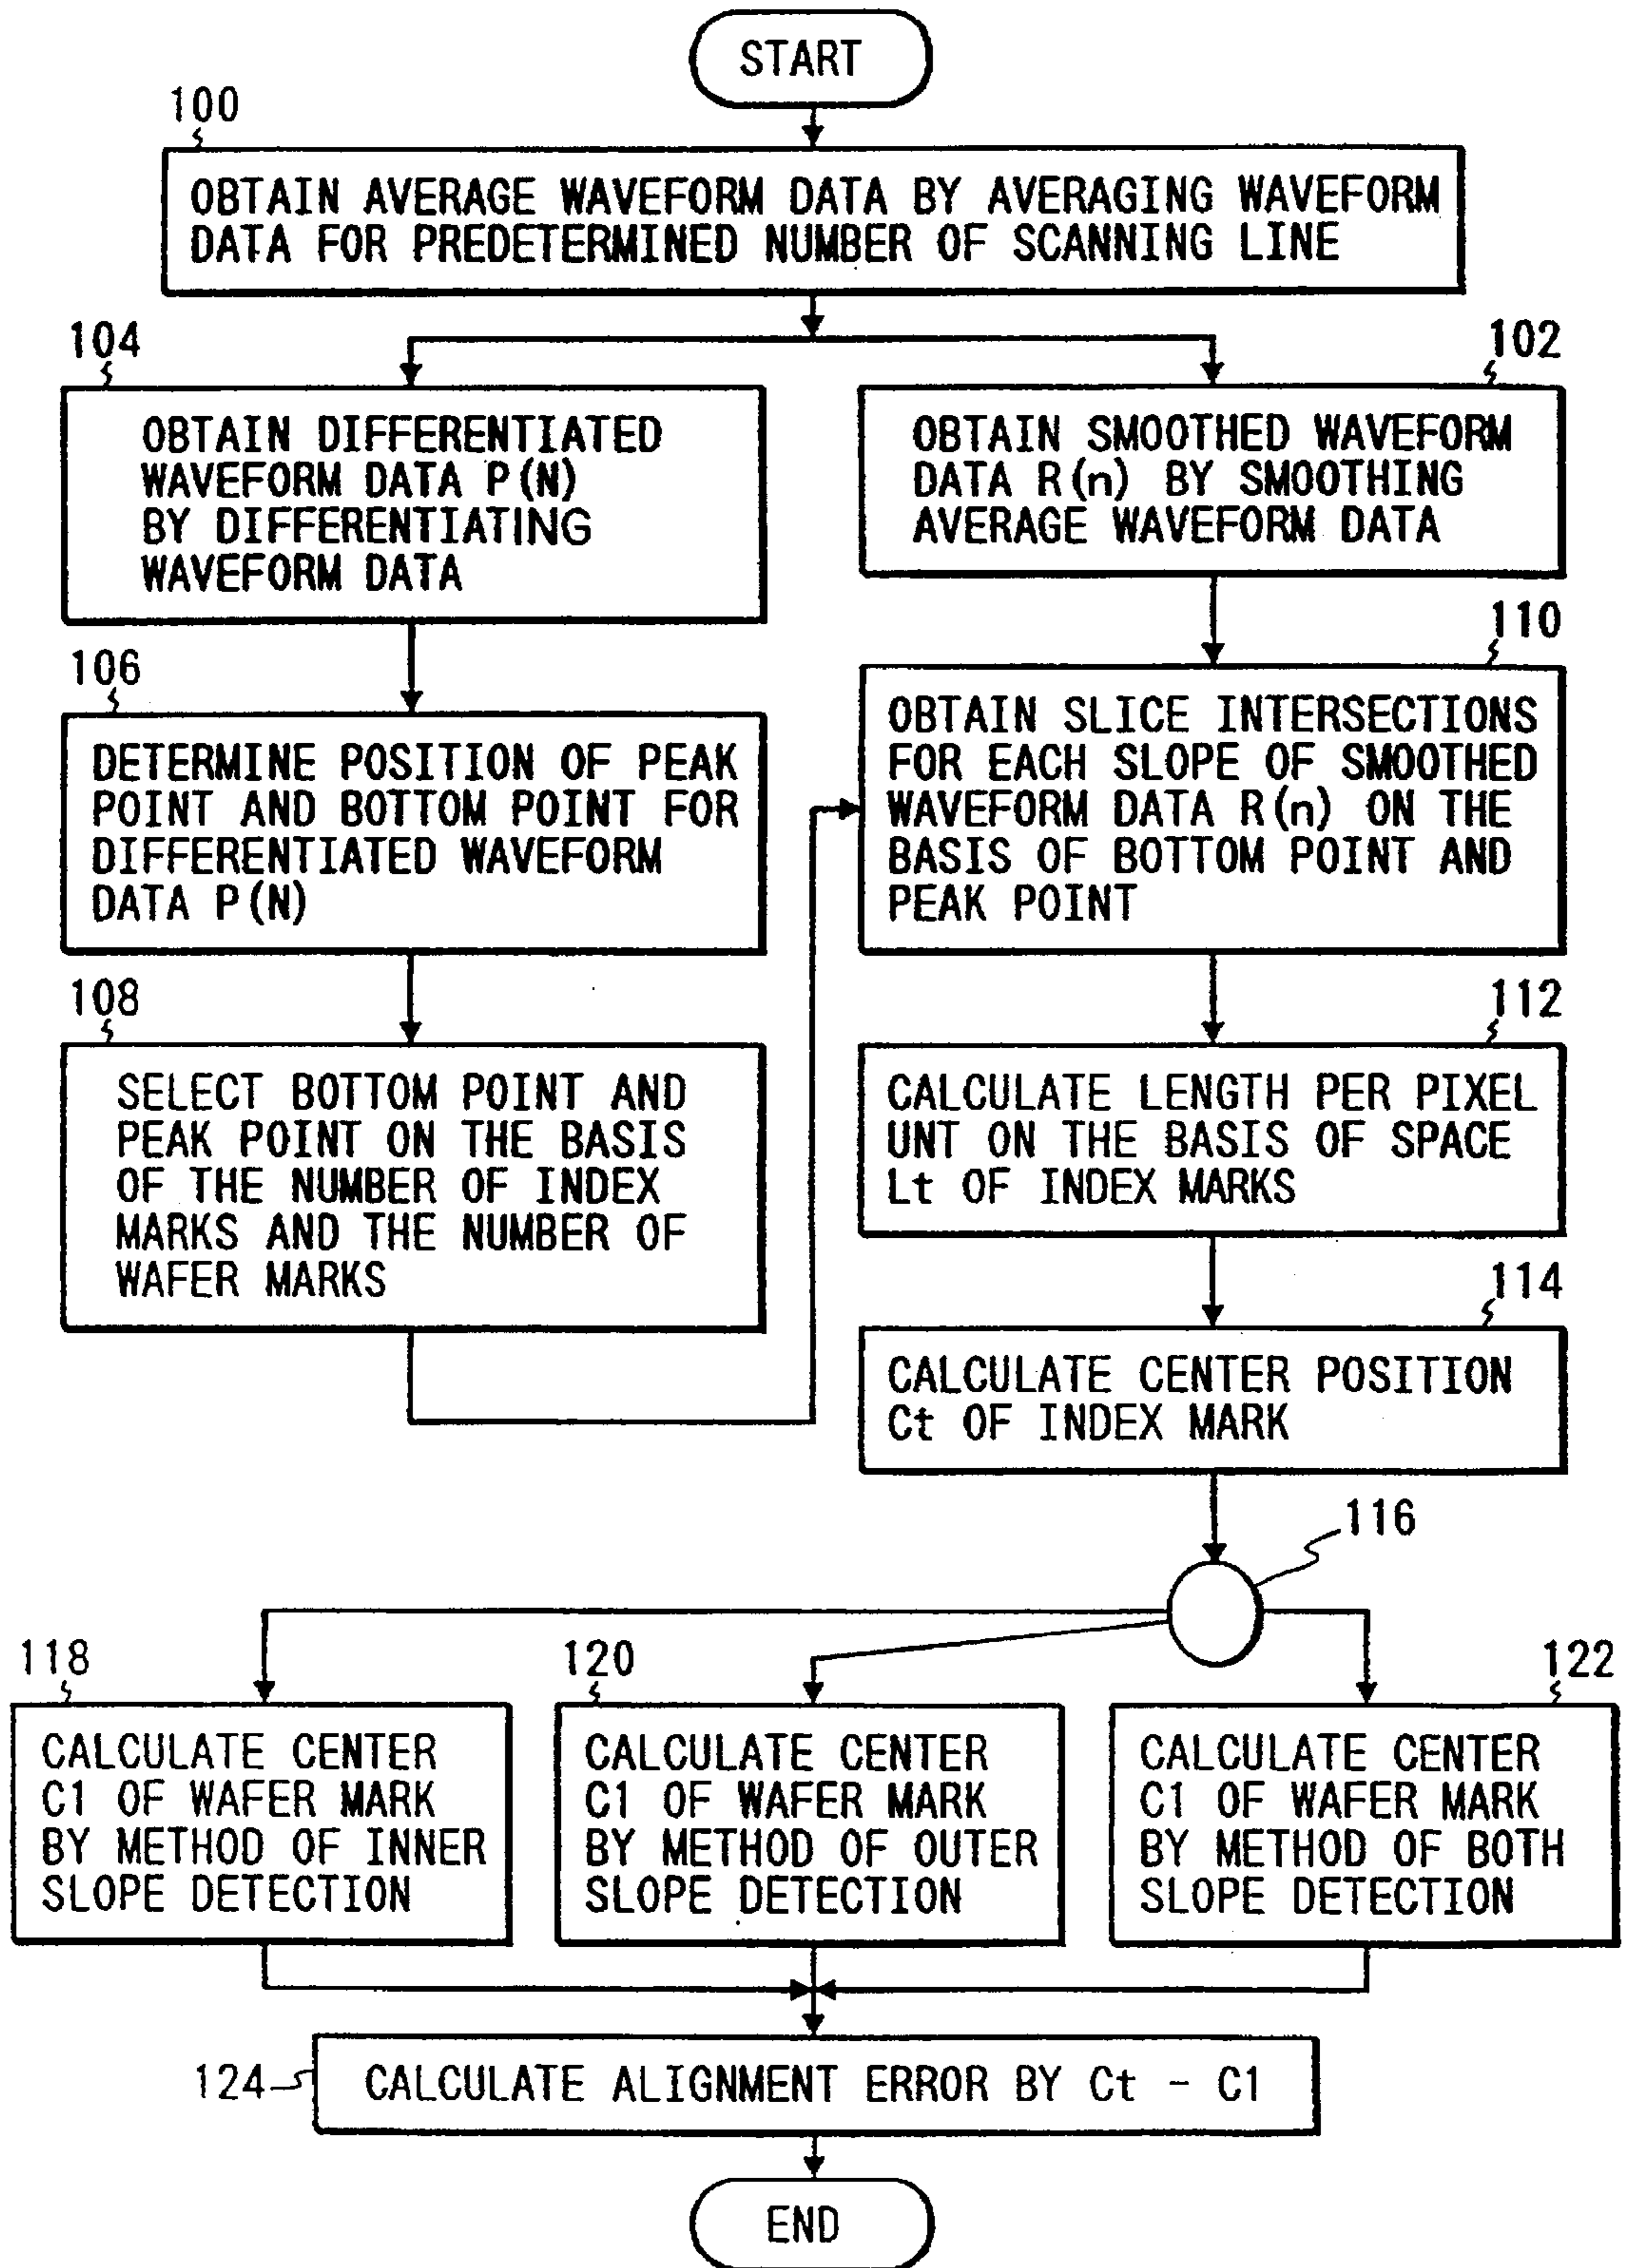 START
100
OBTAIN AVERAGE WAVEFORM DATA BY AVERAGING WAVEFORM
DATA FOR PREDETERMINED NUMBER OF SCANNING LINE
104
OBTAIN DIFFERENTIATED
WAVEFORM DATA P(N)
BY DIFFERENTIATING
WAVEFORM DATA
102
OBTAIN SMOOTHED WAVEFORM
DATA R(n) BY SMOOTHING
AVERAGE WAVEFORM DATA
106
DETERMINE POSITION OF PEAK
POINT AND BOTTOM POINT FOR
DIFFERENTIATED WAVEFORM
DATA P(N)
108
SELECT BOTTOM POINT AND
PEAK POINT ON THE BASIS
OF THE NUMBER OF INDEX
MARKS AND THE NUMBER OF
WAFER MARKS
110
OBTAIN SLICE INTERSECTIONS
FOR EACH SLOPE OF SMOOTHED
WAVEFORM DATA R(n) ON THE
BASIS OF BOTTOM POINT AND
PEAK POINT
112
CALCULATE LENGTH PER PIXEL
UNT ON THE BASIS OF SPACE
Lt OF INDEX MARKS
114
CALCULATE CENTER POSITION
Ct OF INDEX MARK
116
118
CALCULATE CENTER
C1 OF WAFER MARK
BY METHOD OF INNER
SLOPE DETECTION
120
CALCULATE CENTER
C1 OF WAFER MARK
BY METHOD OF OUTER
SLOPE DETECTION
122
CALCULATE CENTER
C1 OF WAFER MARK
BY METHOD OF BOTH
SLOPE DETECTION
124
CALCULATE ALIGNMENT ERROR BY Ct - C1
END